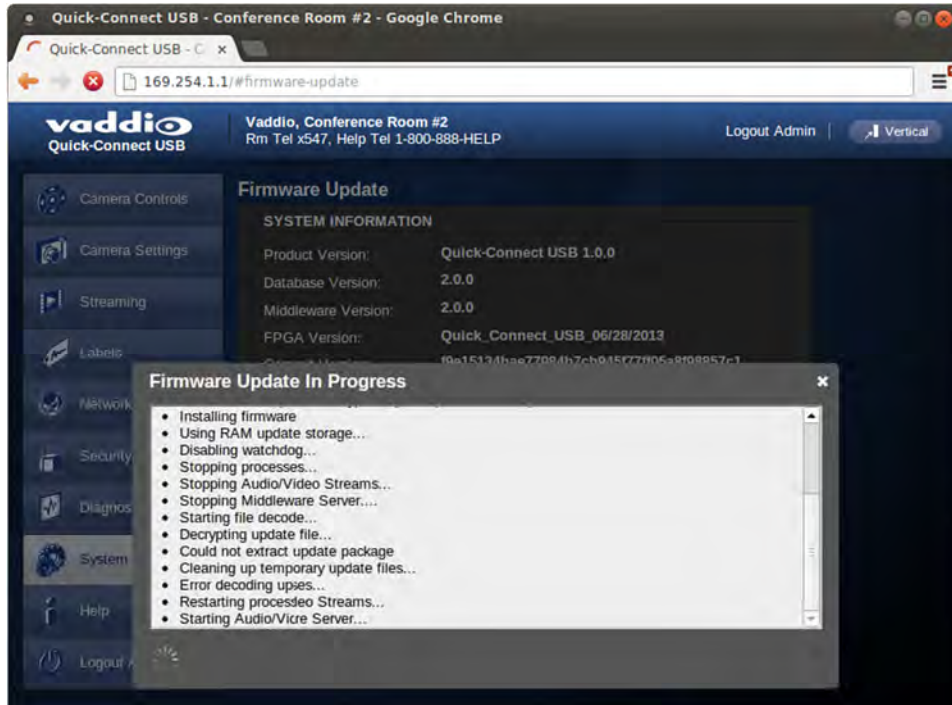 Quick-Connect USB - Conference Room #2 - Google Chrome
Quick-Connect USB - C
169.254.1.1/#firmware-update
vaddio
Quick-Connect USB
Vaddio, Conference Room #2
Rm Tel x547, Help Tel 1-800-888-HELP
Logout Admin
Vertical
Camera Controls
Camera Settings
Streaming
Labels
Network
Security
Diagnos
System
Help
Logout A
Firmware Update
SYSTEM INFORMATION
Product Version: Quick-Connect USB 1.0.0
Database Version: 2.0.0
Middleware Version: 2.0.0
FPGA Version: Quick_Connect_USB_06/28/2013
Firmware Update In Progress
• Installing firmware
• Using RAM update storage...
• Disabling watchdog...
• Stopping processes...
• Stopping Audio/Video Streams...
• Stopping Middleware Server....
• Starting file decode...
• Decrypting update file...
• Could not extract update package
• Cleaning up temporary update files...
• Error decoding upses...
• Restarting procesdeo Streams...
• Starting Audio/Vicre Server...